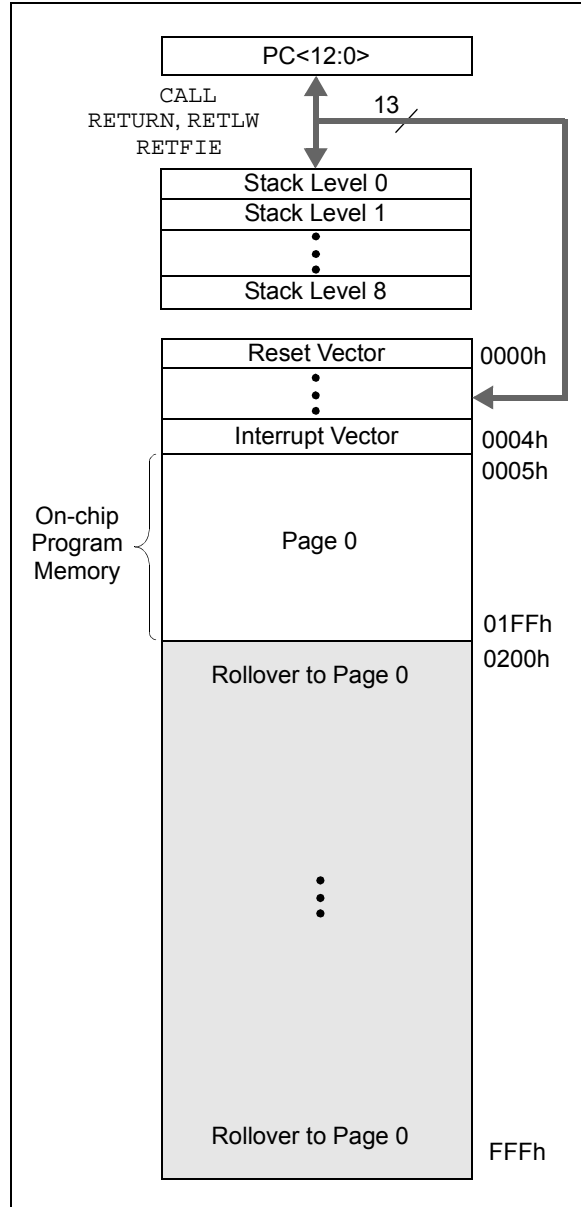 PC<12:0>
CALL
RETURN, RETLW
RETFIE
13
Stack Level 0
Stack Level 1
Stack Level 8
Reset Vector
0000h
Interrupt Vector
0004h
0005h
On-chip
Program
Memory
Page 0
01FFh
0200h
Rollover to Page 0
Rollover to Page 0
FFFh